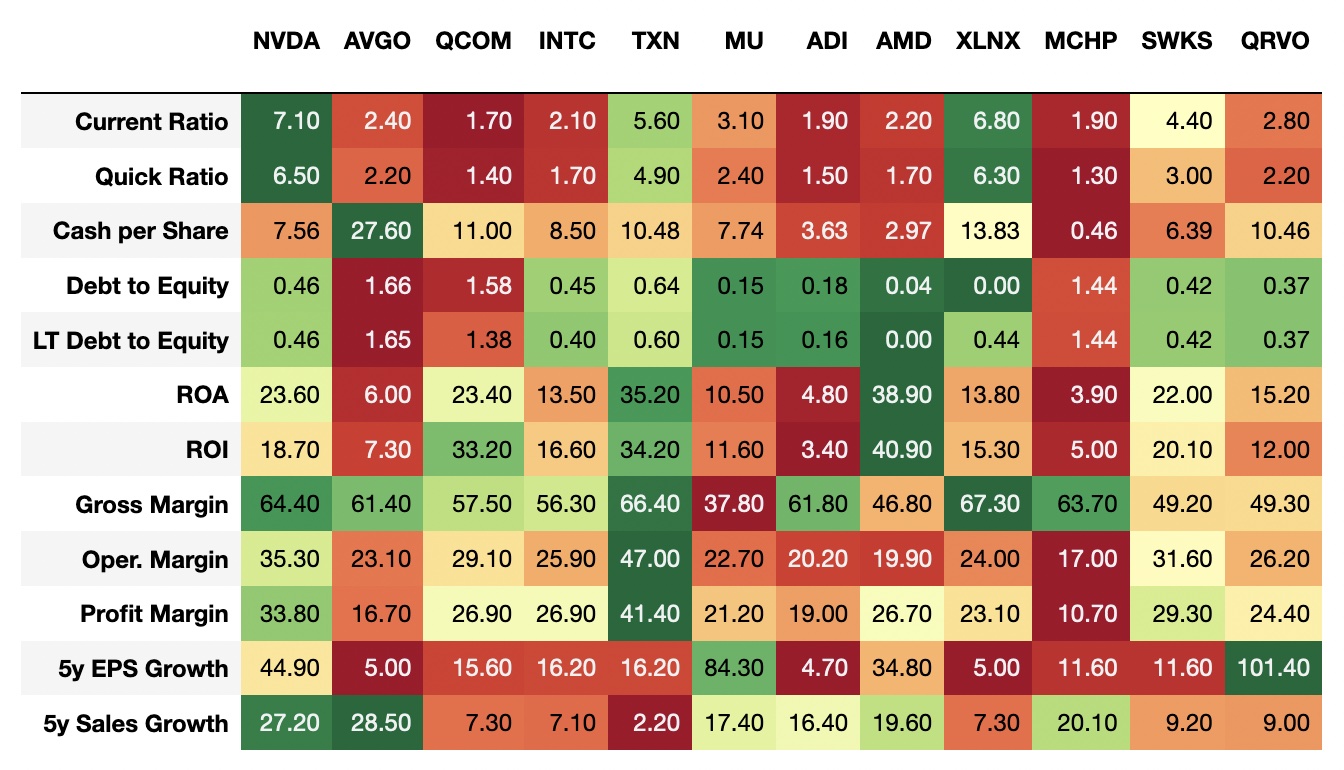 NVDA AVGO QCOM INTC TXN MU ADI AMD XLNX MCHP SWKS QRVO
Current Ratio 7.10 2.40 1.70 2.10 5.60 3.10 1.90 2.20 6.80 1.90 4.40 2.80
Quick Ratio 6.50 2.20 1.40 1.70 4.90 2.40 1.50 1.70 6.30 1.30 3.00 2.20
Cash per Share 7.56 27.60 11.00 8.50 10.48 7.74 3.63 2.97 13.83 0.46 6.39 10.46
Debt to Equity 0.46 1.66 1.58 0.45 0.64 0.15 0.18 0.04 0.00 1.44 0.42 0.37
LT Debt to Equity 0.46 1.65 1.38 0.40 0.60 0.15 0.16 0.00 0.44 1.44 0.42 0.37
ROA 23.60 6.00 23.40 13.50 35.20 10.50 4.80 38.90 13.80 3.90 22.00 15.20
ROI 18.70 7.30 33.20 16.60 34.20 11.60 3.40 40.90 15.30 5.00 20.10 12.00
Gross Margin 64.40 61.40 57.50 56.30 66.40 37.80 61.80 46.80 67.30 63.70 49.20 49.30
Oper. Margin 35.30 23.10 29.10 25.90 47.00 22.70 20.20 19.90 24.00 17.00 31.60 26.20
Profit Margin 33.80 16.70 26.90 26.90 41.40 21.20 19.00 26.70 23.10 10.70 29.30 24.40
5y EPS Growth 44.90 5.00 15.60 16.20 16.20 84.30 4.70 34.80 5.00 11.60 11.60 101.40
5y Sales Growth 27.20 28.50 7.30 7.10 2.20 17.40 16.40 19.60 7.30 20.10 9.20 9.00